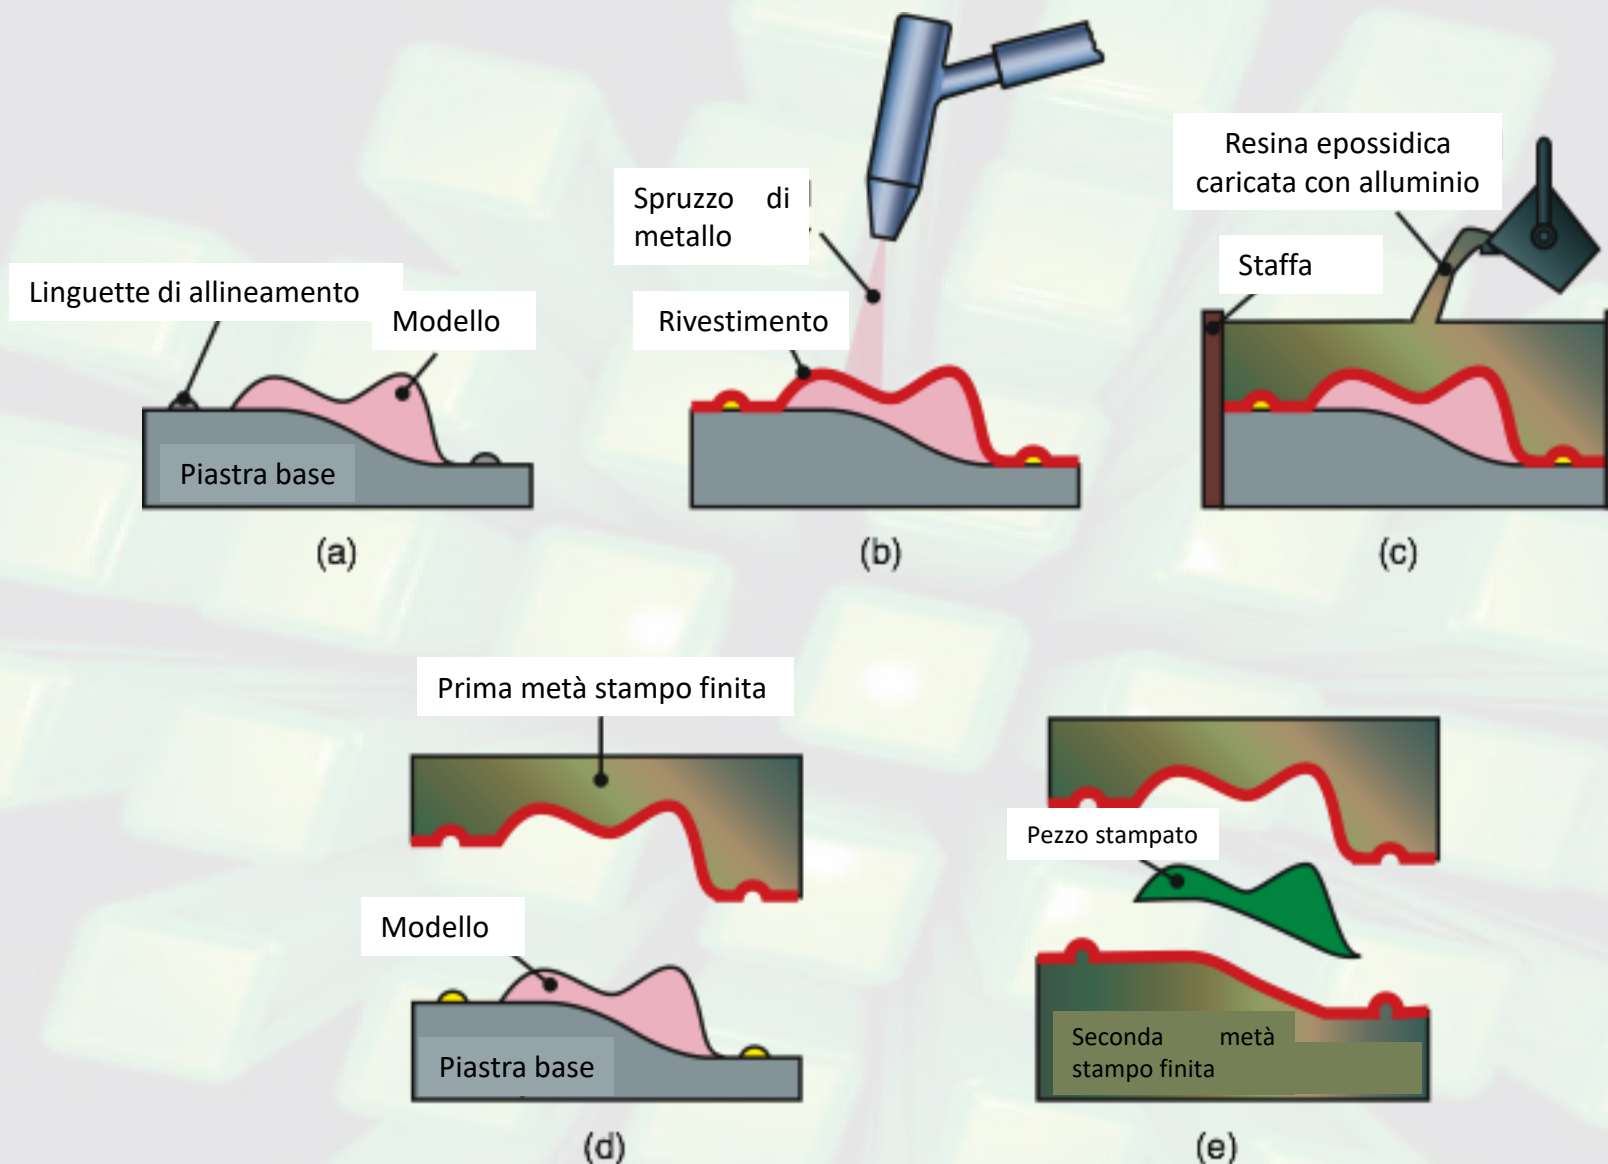 Linguette di allineamento
Modello
Piastra base
(a)
Spruzzo di
metallo
Rivestimento
(b)
Resina epossidica
caricata con alluminio
Staffa
(c)
Prima metà stampo finita
Modello
Piastra base
(d)
Pezzo stampato
Seconda metà
stampo finita
(e)